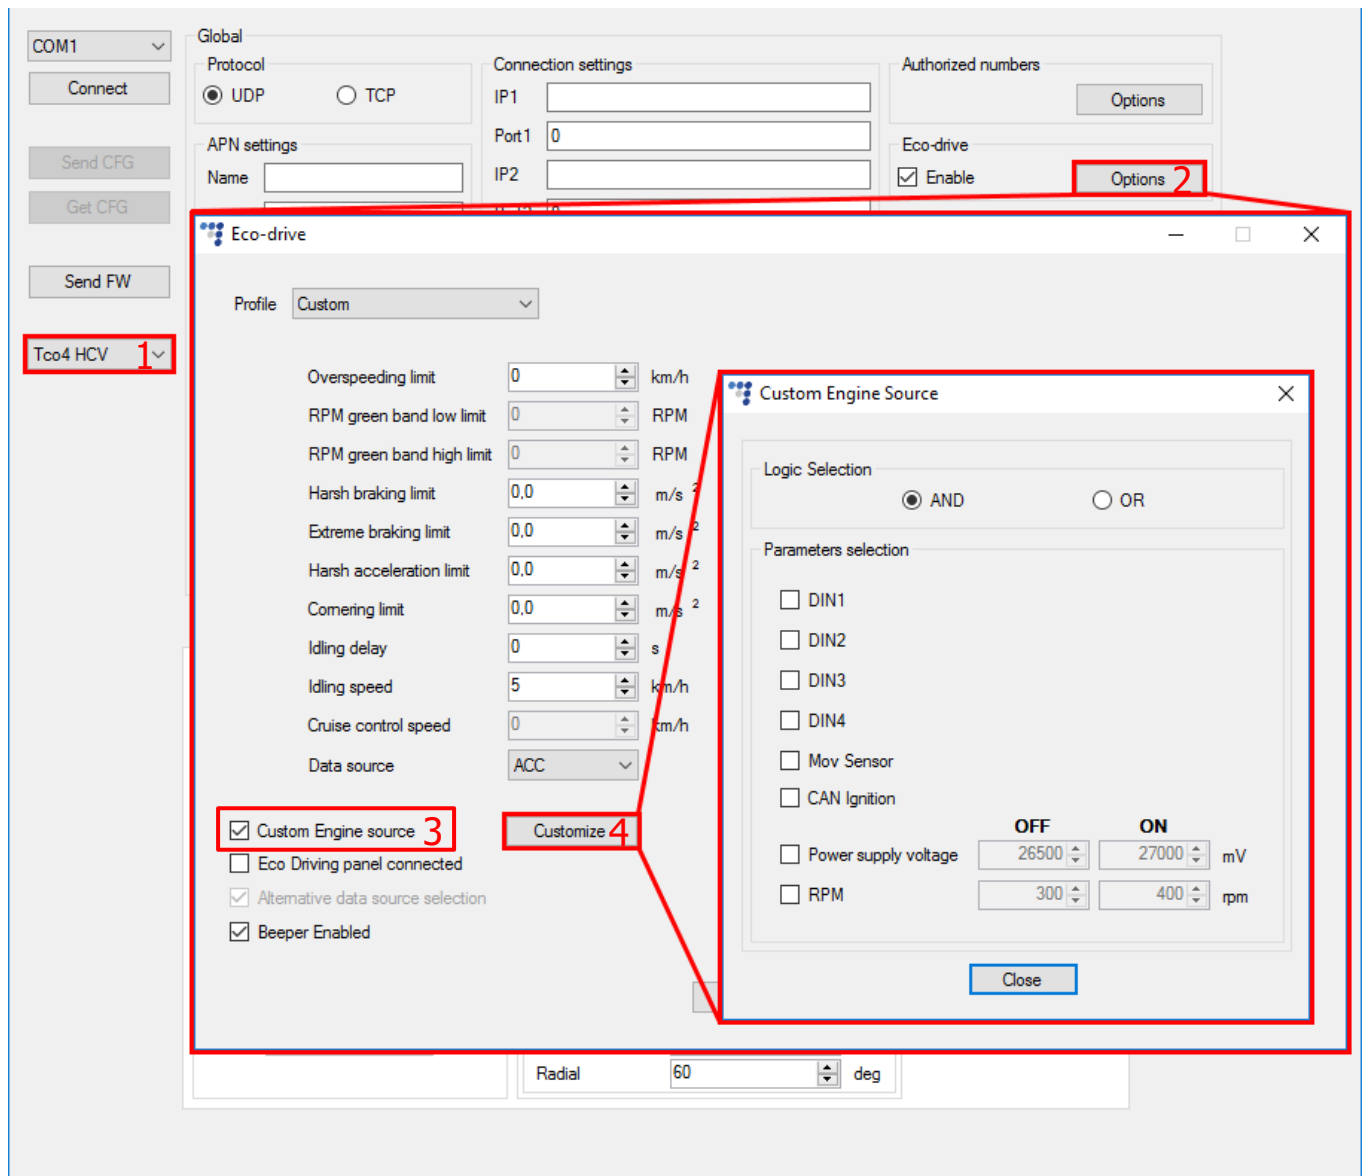 COM1
Connect
Send CFG
Get CFG
Send FW
Tco4 HCV 1
Global
Protocol
UDP TCP
APN settings
Name
Connection settings
IP1
Port1 0
IP2
Authorized numbers
Options
Eco-drive
Enable Options 2
Eco-drive
Profile Custom
Overspeeding limit 0 km/h
RPM green band low limit 0 RPM
RPM green band high limit 0 RPM
Harsh braking limit 0,0 m/s 2
Extreme braking limit 0,0 m/s 2
Harsh acceleration limit 0,0 m/s 2
Cornering limit 0,0 m/s 2
Idling delay 0 s
Idling speed 5 km/h
Cruise control speed 0 km/h
Data source ACC
Custom Engine source 3 Customize 4
Eco Driving panel connected
Alternative data source selection
Beeper Enabled
Custom Engine Source
Logic Selection
AND OR
Parameters selection
DIN1
DIN2
DIN3
DIN4
Mov Sensor
CAN Ignition
OFF ON
Power supply voltage 26500 27000 mV
RPM 300 400 rpm
Close
Radial 60 deg